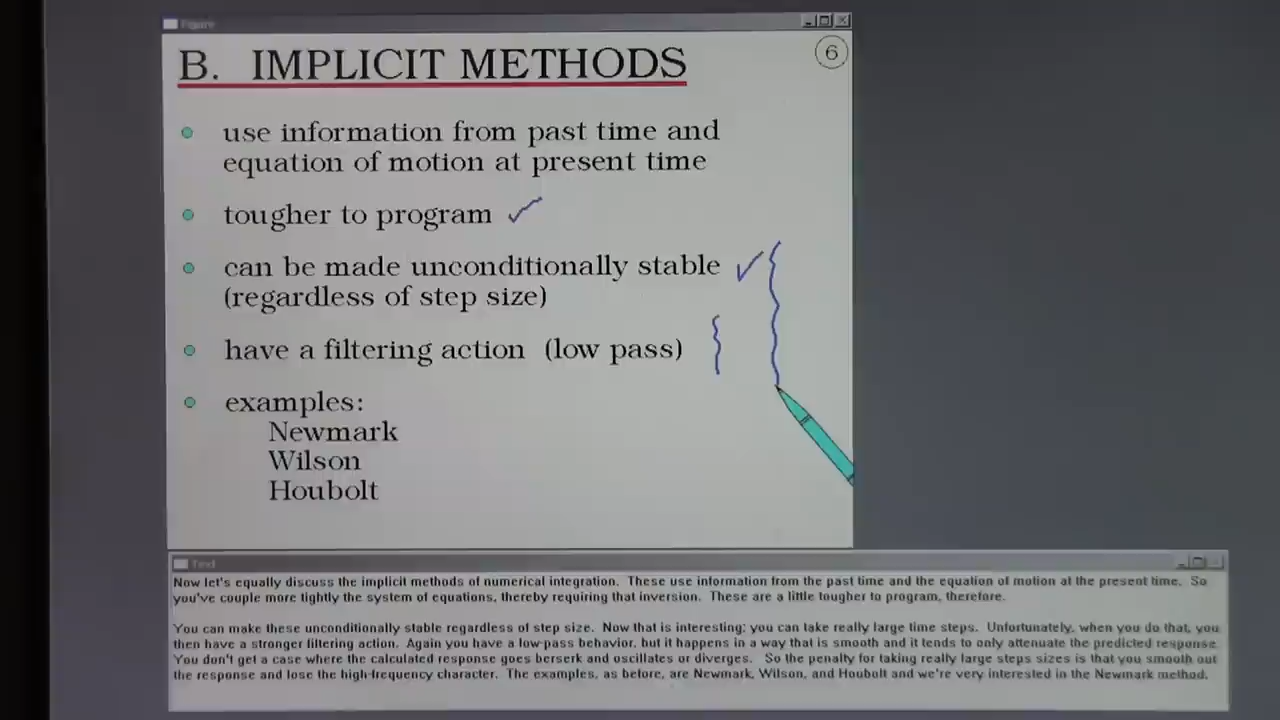 Figure
B. IMPLICIT METHODS
6
use information from past time and
equation of motion at present time
tougher to program
can be made unconditionally stable
(regardless of step size)
have a filtering action (low pass)
examples:
Newmark
Wilson
Houbolt
Text
Now let's equally discuss the implicit methods of numerical integration. These use information from the past time and the equation of motion at the present time. So
you've couple more tightly the system of equations, thereby requiring that inversion. These are a little tougher to program, therefore.
You can make these unconditionally stable regardless of step size. Now that is interesting; you can take really large time steps. Unfortunately, when you do that, you
then have a stronger filtering action. Again you have a low-pass behavior, but it happens in a way that is smooth and it tends to only attenuate the predicted response.
You don't get a case where the calculated response goes berserk and oscillates or diverges. So the penalty for taking really large steps sizes is that you smooth out
the response and lose the high-frequency character. The examples, as before, are Newmark, Wilson, and Houbolt and we're very interested in the Newmark method.